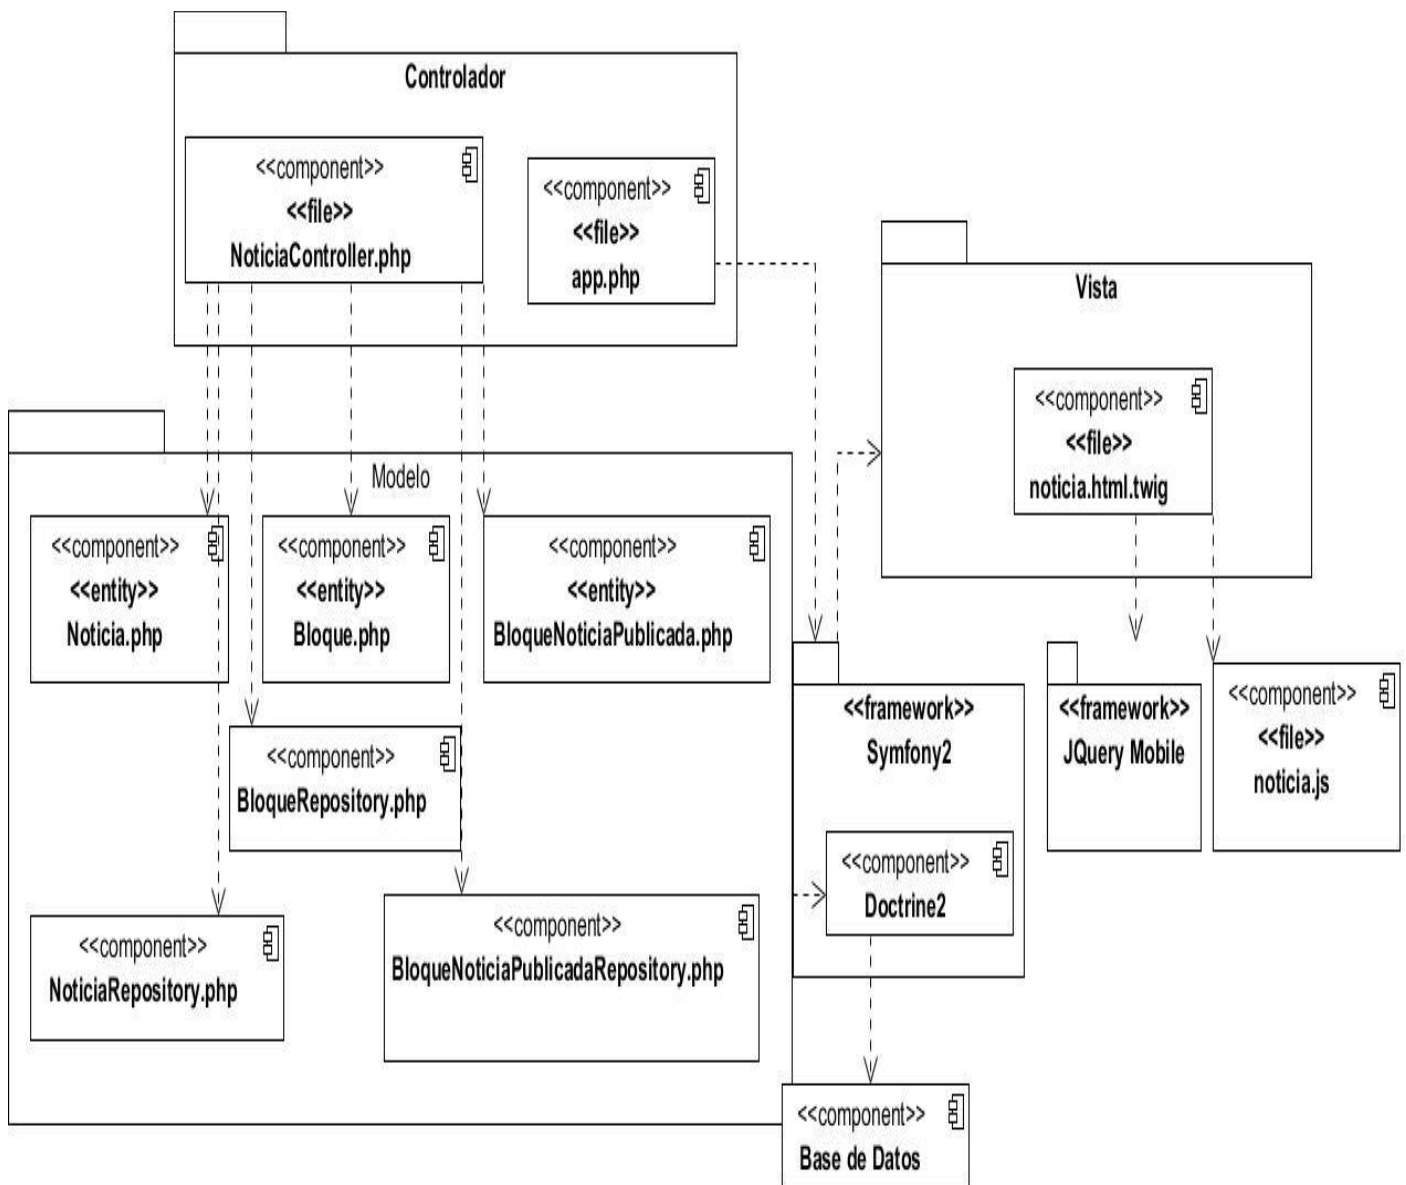 Controlador
<<component>>
<<file>>
NoticiaController.php
<<component>>
<<file>>
app.php
Vista
<<component>>
<<file>>
noticia.html.twig
Modelo
<<component>>
<<entity>>
Noticia.php
<<component>>
<<entity>>
Bloque.php
<<component>>
<<entity>>
BloqueNoticiaPublicada.php
<<component>>
BloqueRepository.php
<<component>>
NoticiaRepository.php
<<component>>
BloqueNoticiaPublicadaRepository.php
<<framework>>
Symfony2
<<component>>
Doctrine2
<<framework>>
JQuery Mobile
<<component>>
<<file>>
noticia.js
<<component>>
Base de Datos